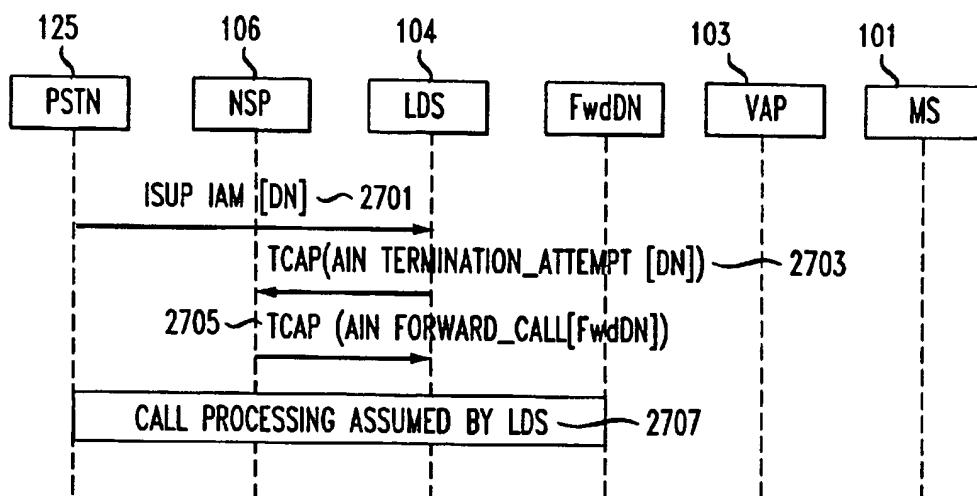 125 106 104 103 101
PSTN NSP LDS FwdDN VAP MS
ISUP IAM [DN] 2701
TCAP(AIN TERMINATION_ATTEMPT [DN]) 2703
2705 TCAP (AIN FORWARD_CALL[FwdDN])
CALL PROCESSING ASSUMED BY LDS 2707